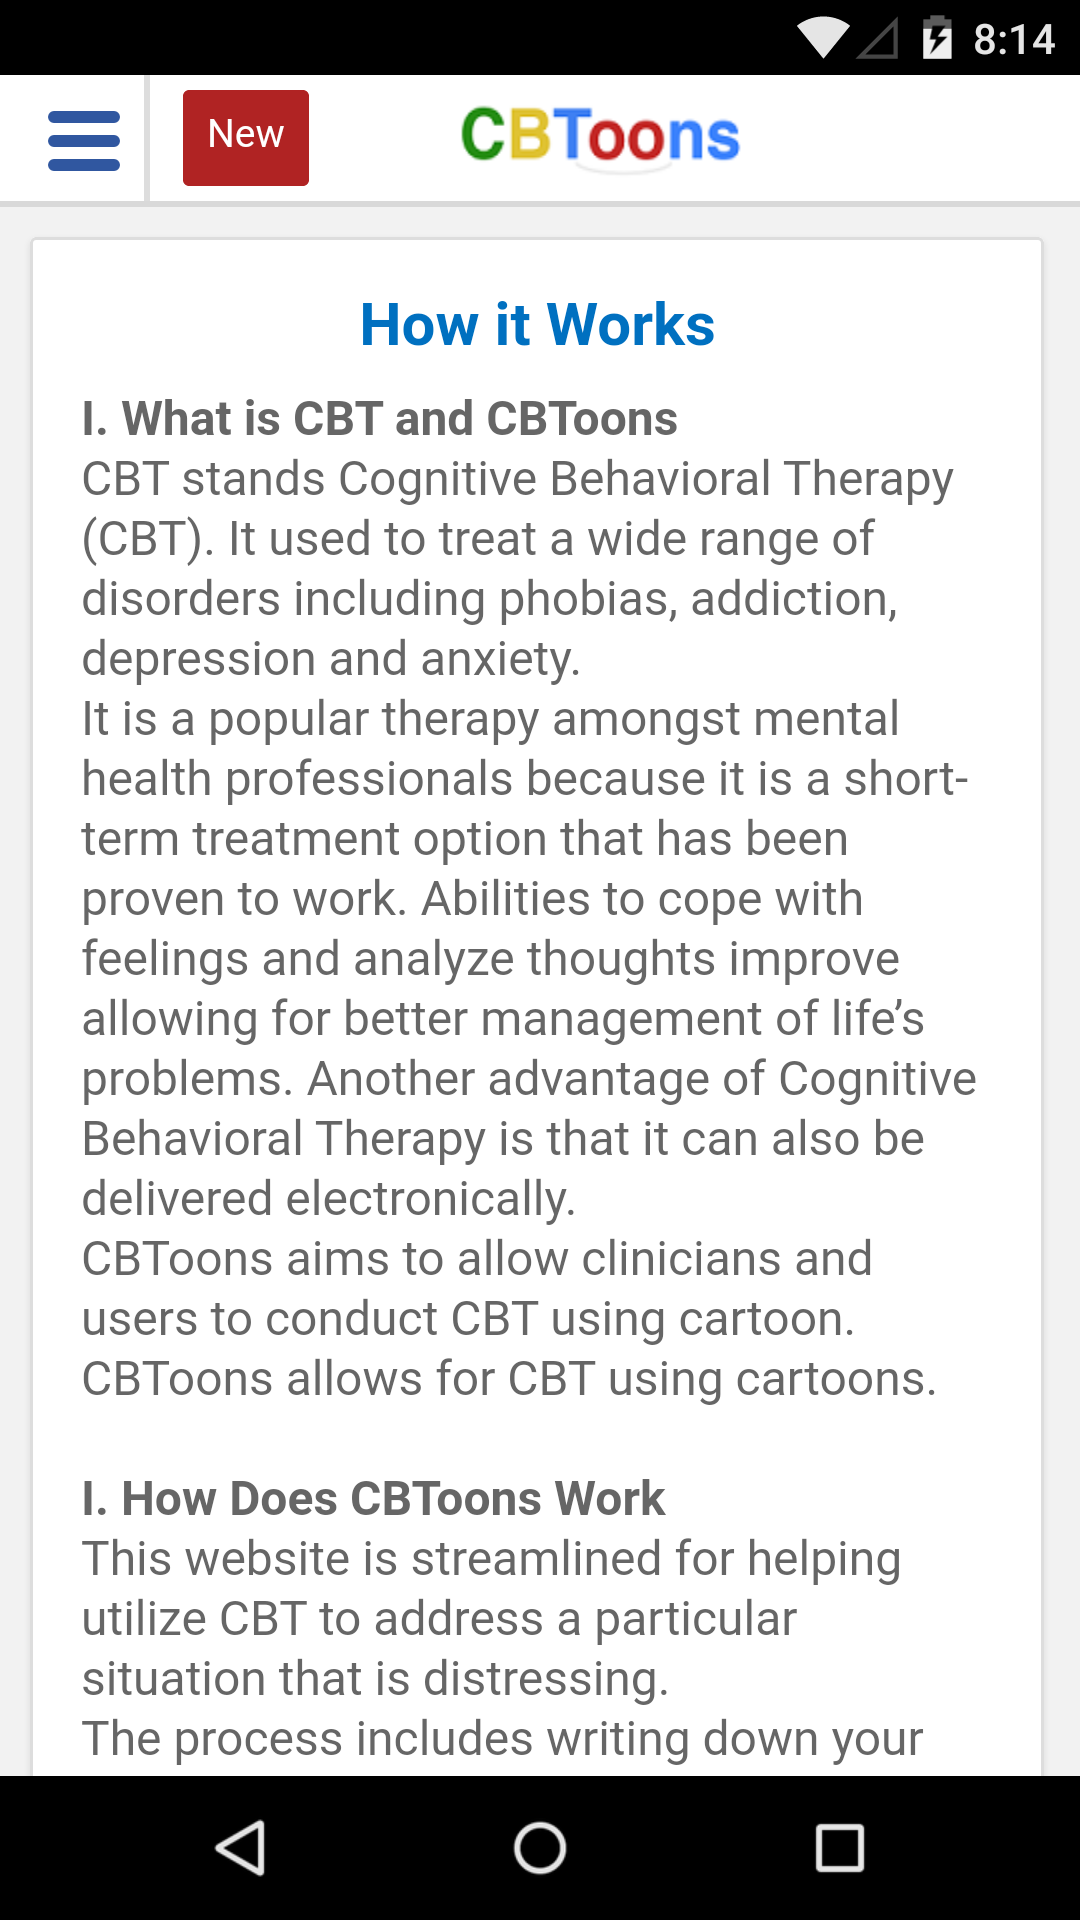 8:14
New
CBToons
How it Works
I. What is CBT and CBToons
CBT stands Cognitive Behavioral Therapy
(CBT). It used to treat a wide range of
disorders including phobias, addiction,
depression and anxiety.
It is a popular therapy amongst mental
health professionals because it is a short-
term treatment option that has been
proven to work. Abilities to cope with
feelings and analyze thoughts improve
allowing for better management of life’s
problems. Another advantage of Cognitive
Behavioral Therapy is that it can also be
delivered electronically.
CBToons aims to allow clinicians and
users to conduct CBT using cartoon.
CBToons allows for CBT using cartoons.
I. How Does CBToons Work
This website is streamlined for helping
utilize CBT to address a particular
situation that is distressing.
The process includes writing down your